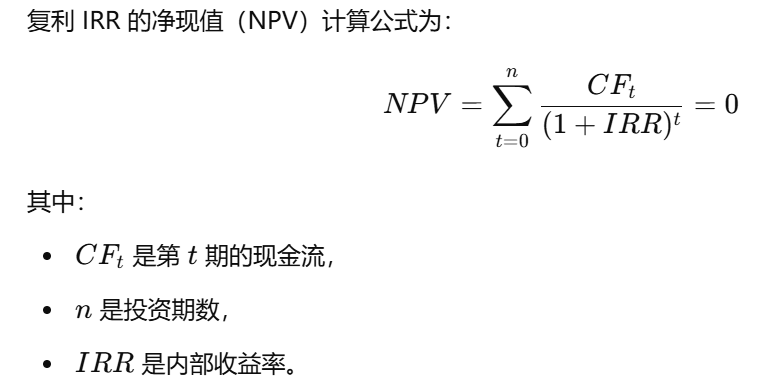 复利 IRR 的净现值（NPV）计算公式为：
$$NPV = \sum_{t=0}^{n} \frac{CF_t}{(1 + IRR)^t} = 0$$
其中：
• $CF_t$ 是第 $t$ 期的现金流，
• $n$ 是投资期数，
• $IRR$ 是内部收益率。